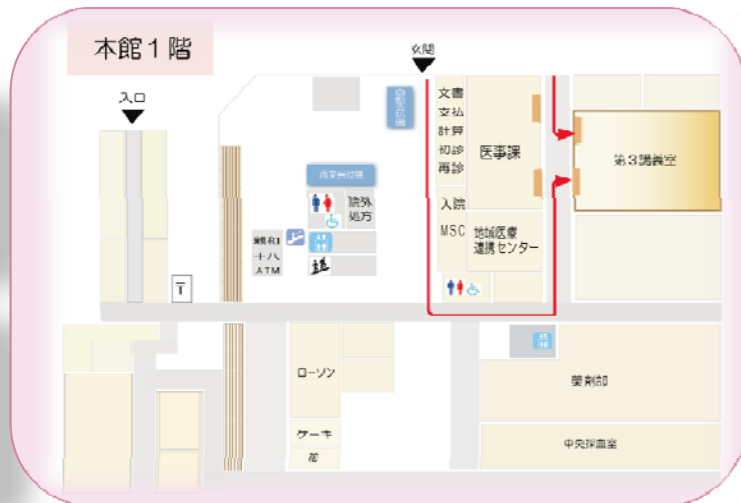 本館1階
玄関
入口
文書
支払
計算
初診
再診
医事課
第3講義室
院外
処方
入院
MSC
地域医療
連携センター
親和
十八
ATM
〒
ローソン
薬剤部
ケーキ
花
中央採血室